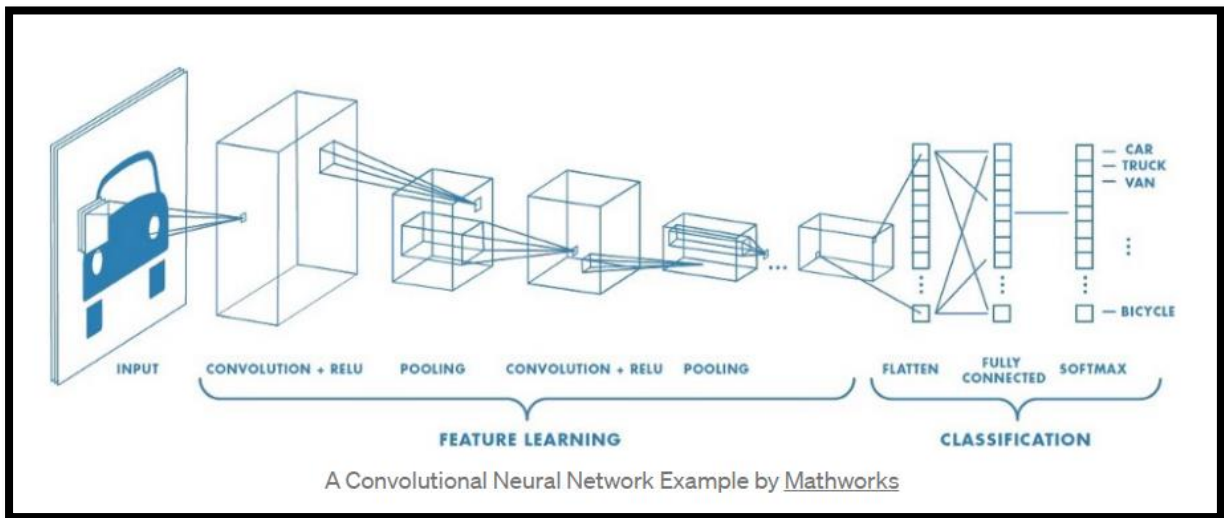 CAR
TRUCK
VAN
BICYCLE
INPUT
CONVOLUTION + RELU
POOLING
CONVOLUTION + RELU
POOLING
FLATTEN
FULLY
CONNECTED
SOFTMAX
FEATURE LEARNING
CLASSIFICATION
A Convolutional Neural Network Example by Mathworks